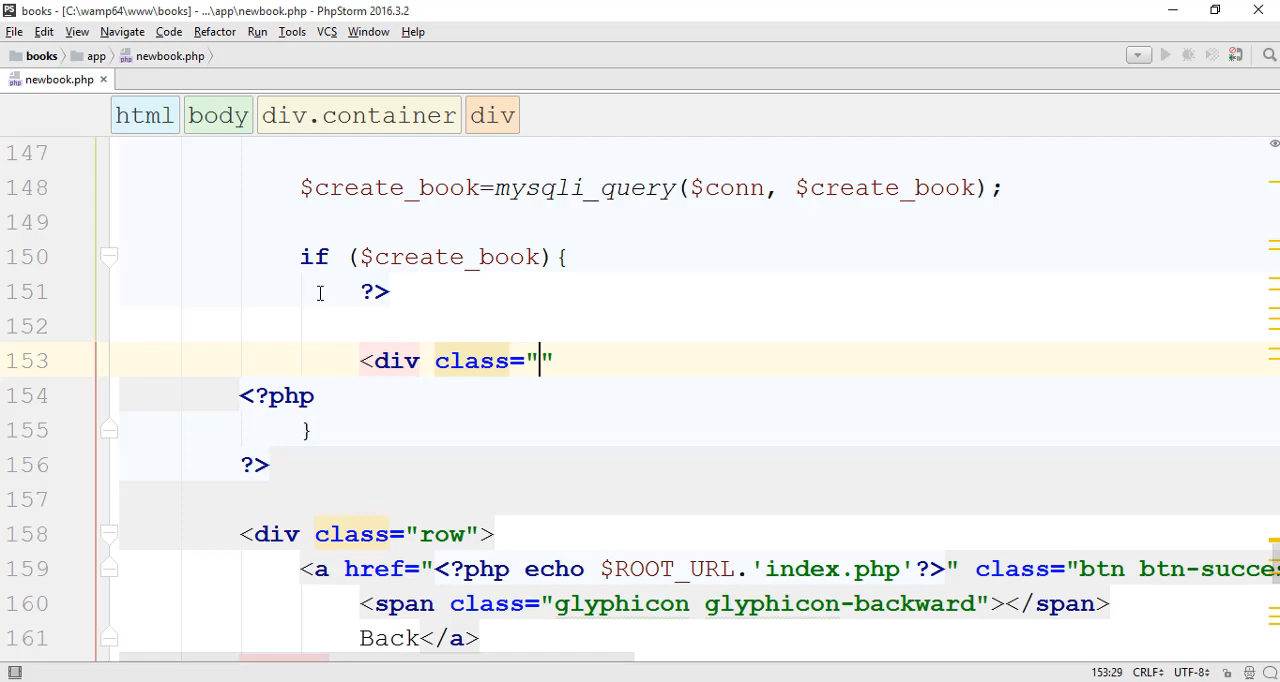 books - [C:\wamp64\www\books] - ...\app\newbook.php - PhpStorm 2016.3.2
File Edit View Navigate Code Refactor Run Tools Help VCS Window Help
books app newbook.php
newbook.php
html body div.container div
147
148 $create_book=mysqli_query($conn, $create_book);
149
150 if ($create_book){
151 ?>
152
153 <div class=""
154 <?php
155 }
156 ?>
157
158 <div class="row">
159 <a href="<?php echo $ROOT_URL.'index.php'?>" class="btn btn-succe
160 <span class="glyphicon glyphicon-backward"></span>
161 Back</a>
153:29 CRLF UTF-8